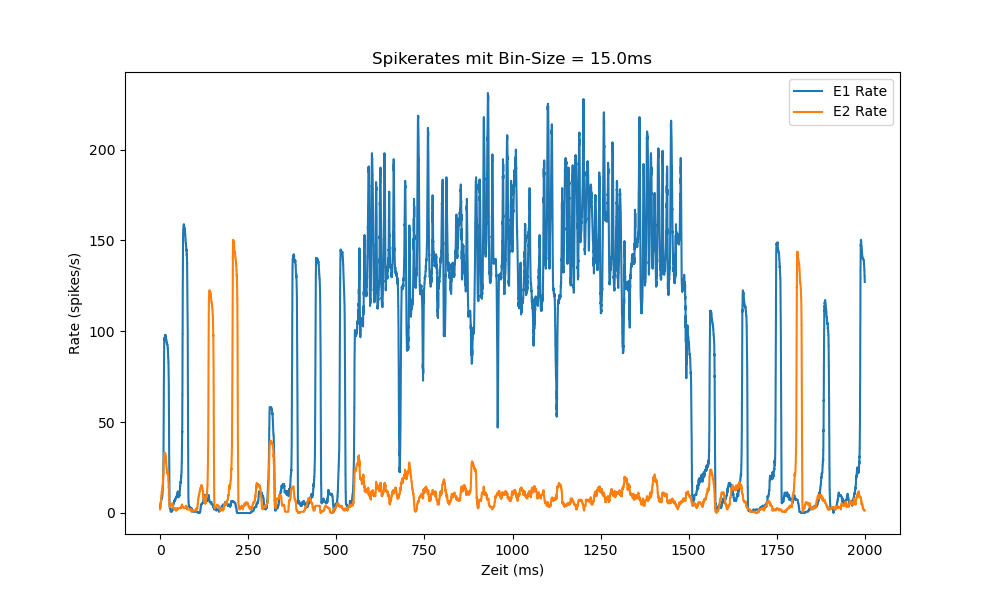 Spikerates mit Bin-Size = 15.0ms
E1 Rate
E2 Rate
Rate (spikes/s)
200
150
100
50
0
0 250 500 750 1000 1250 1500 1750 2000
Zeit (ms)